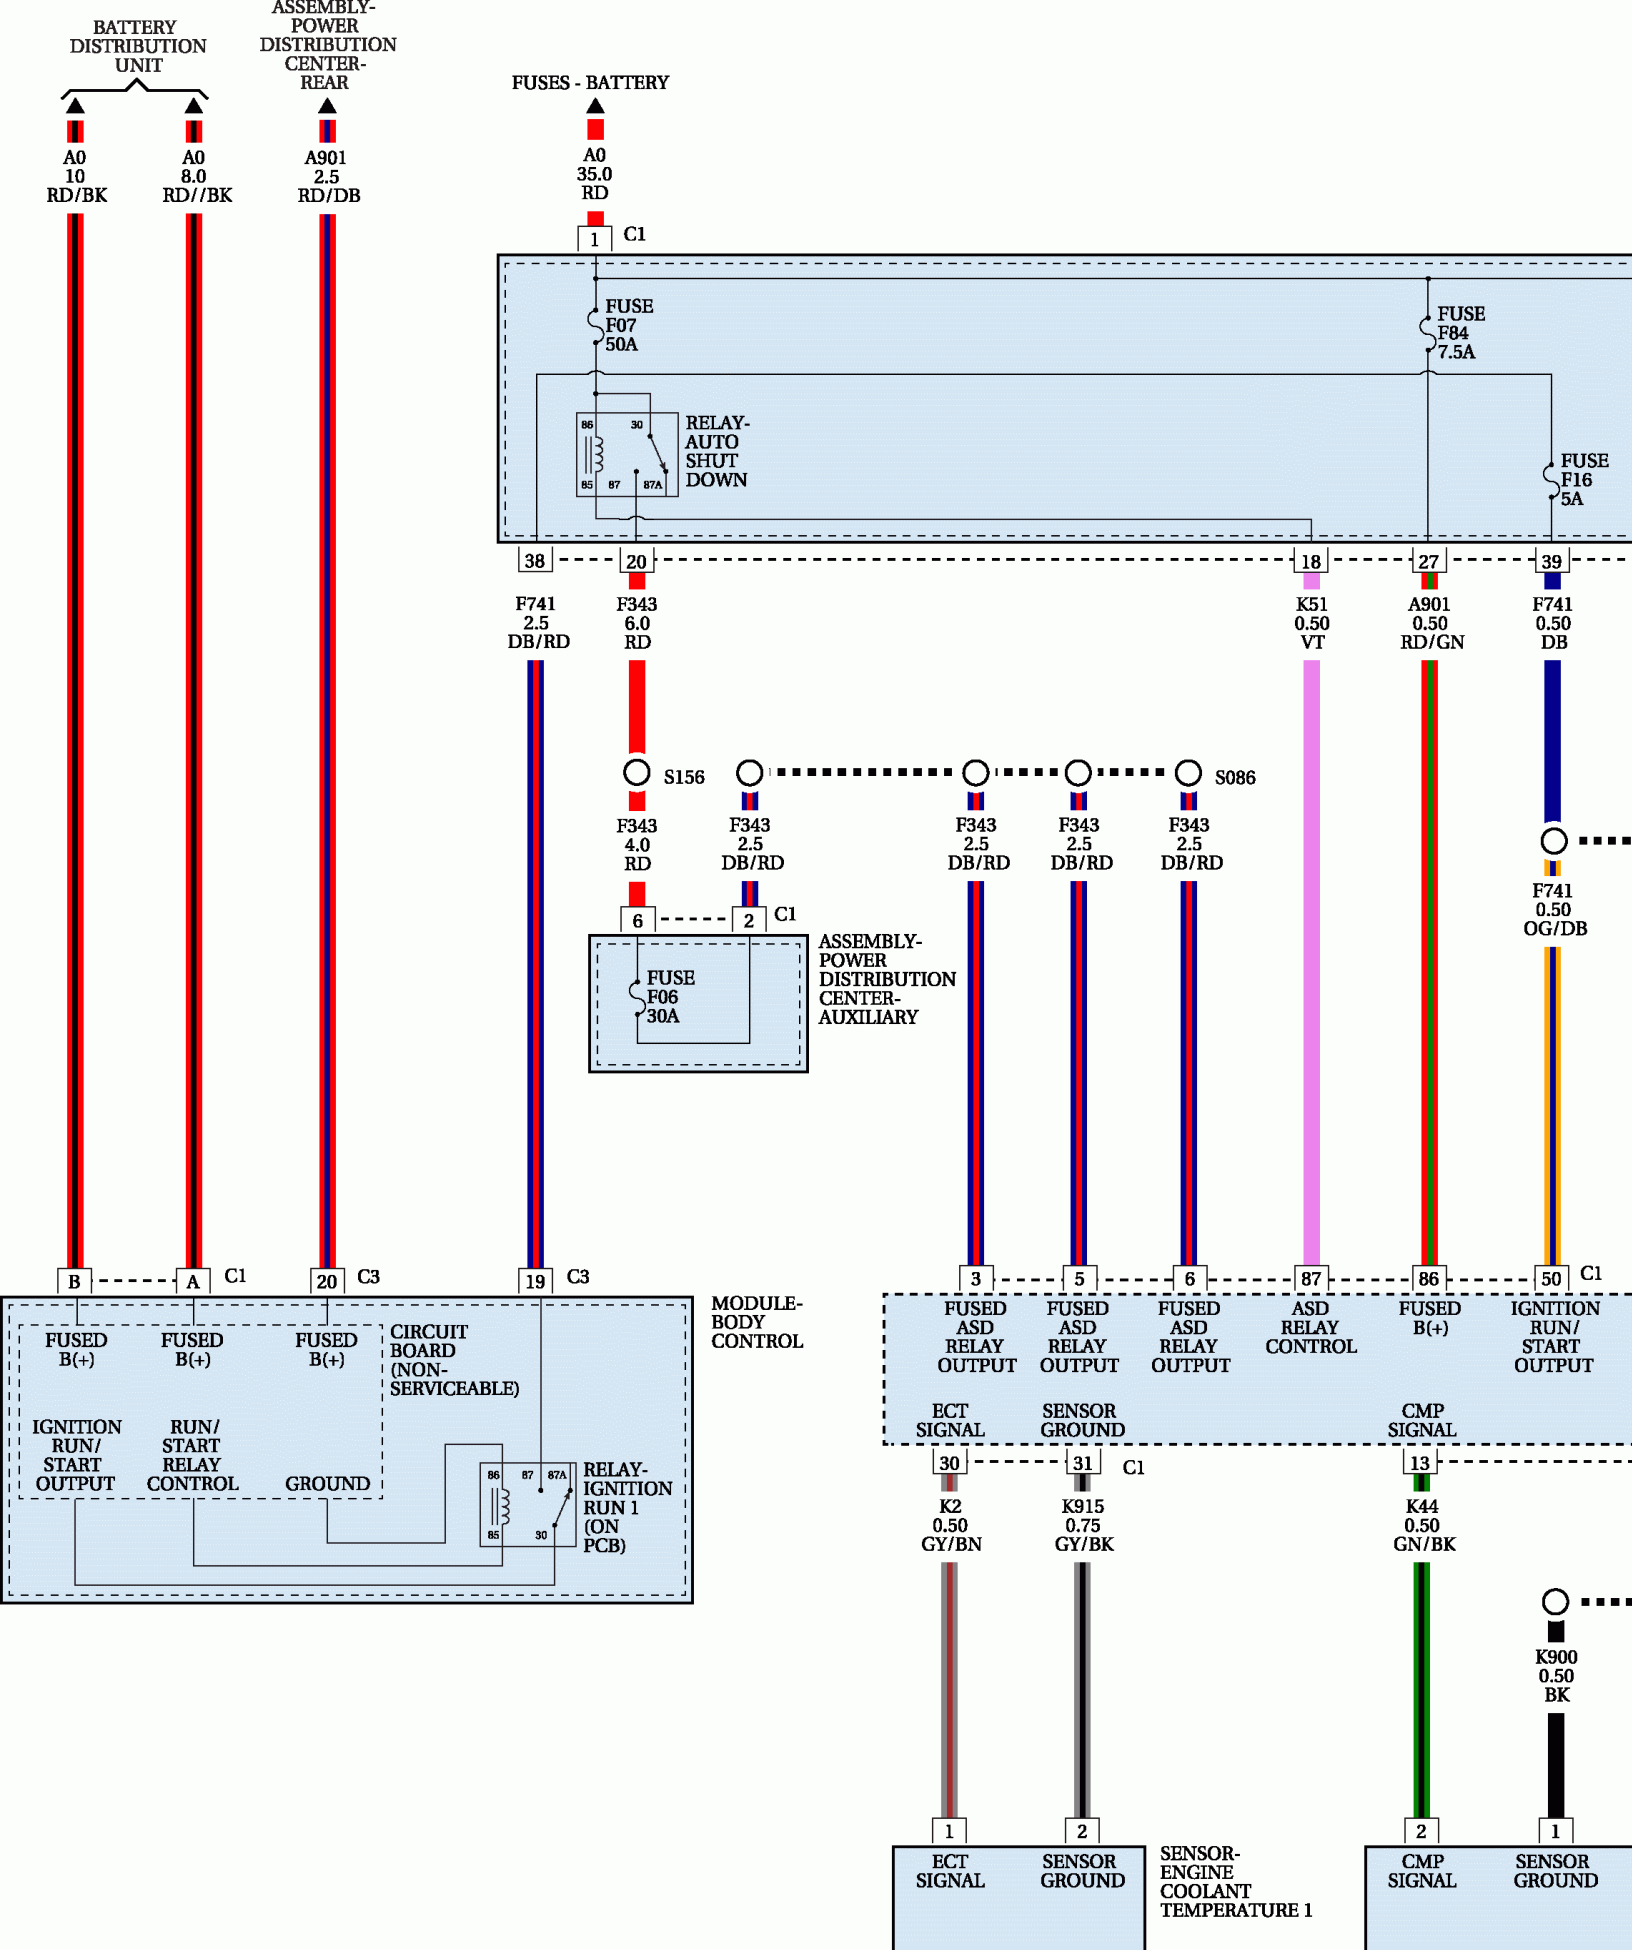 BATTERY
DISTRIBUTION
UNIT
ASSEMBLY-
POWER
DISTRIBUTION
CENTER-
REAR
FUSES - BATTERY
A0
10
RD/BK
A0
8.0
RD//BK
A901
2.5
RD/DB
A0
35.0
RD
1
C1
FUSE
F07
50A
FUSE
F84
7.5A
86
30
85
87
87A
RELAY-
AUTO
SHUT
DOWN
FUSE
F16
5A
38
20
18
27
39
F741
2.5
DB/RD
F343
6.0
RD
K51
0.50
VT
A901
0.50
RD/GN
F741
0.50
DB
S156
S086
F343
4.0
RD
F343
2.5
DB/RD
F343
2.5
DB/RD
F343
2.5
DB/RD
F343
2.5
DB/RD
F741
0.50
OG/DB
6
2
C1
FUSE
F06
30A
ASSEMBLY-
POWER
DISTRIBUTION
CENTER-
AUXILIARY
B
A
C1
20
C3
19
C3
3
5
6
87
86
50
C1
MODULE-
BODY
CONTROL
FUSED
B(+)
FUSED
B(+)
FUSED
B(+)
CIRCUIT
BOARD
(NON-
SERVICEABLE)
IGNITION
RUN/
START
OUTPUT
RUN/
START
RELAY
CONTROL
GROUND
86
87
87A
85
30
RELAY-
IGNITION
RUN 1
(ON
PCB)
FUSED
ASD
RELAY
OUTPUT
FUSED
ASD
RELAY
OUTPUT
FUSED
ASD
RELAY
OUTPUT
ASD
RELAY
CONTROL
FUSED
B(+)
IGNITION
RUN/
START
OUTPUT
ECT
SIGNAL
SENSOR
GROUND
CMP
SIGNAL
30
31
C1
13
K2
0.50
GY/BN
K915
0.75
GY/BK
K44
0.50
GN/BK
K900
0.50
BK
1
2
2
1
ECT
SIGNAL
SENSOR
GROUND
SENSOR-
ENGINE
COOLANT
TEMPERATURE 1
CMP
SIGNAL
SENSOR
GROUND